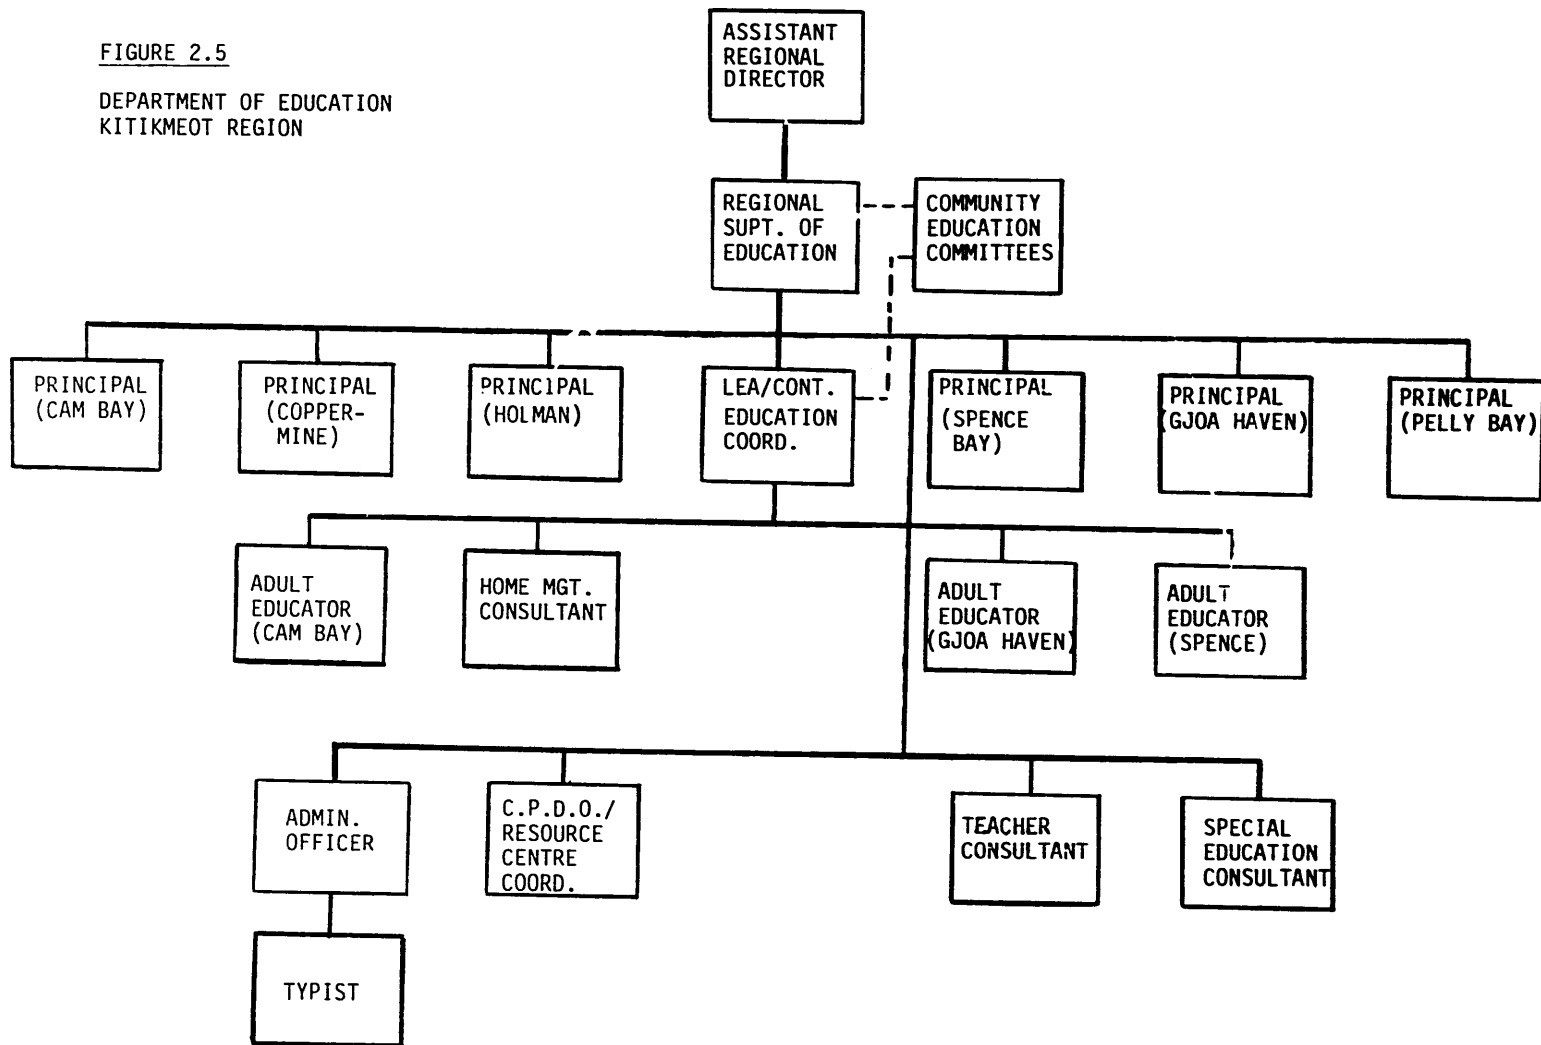 FIGURE 2.5
DEPARTMENT OF EDUCATION
KITIKMEOT REGION
ASSISTANT
REGIONAL
DIRECTOR
REGIONAL
SUPT. OF
EDUCATION
COMMUNITY
EDUCATION
COMMITTEES
PRINCIPAL
(CAM BAY)
PRINCIPAL
(COPPER-
MINE)
PRINCIPAL
(HOLMAN)
LEA/CONT.
EDUCATION
COORD.
PRINCIPAL
(SPENCE
BAY)
PRINCIPAL
(GJOA HAVEN)
PRINCIPAL
(PELLY BAY)
ADULT
EDUCATOR
(CAM BAY)
HOME MGT.
CONSULTANT
ADULT
EDUCATOR
(GJOA HAVEN)
ADULT
EDUCATOR
(SPENCE)
ADMIN.
OFFICER
C.P.D.O./
RESOURCE
CENTRE
COORD.
TEACHER
CONSULTANT
SPECIAL
EDUCATION
CONSULTANT
TYPIST